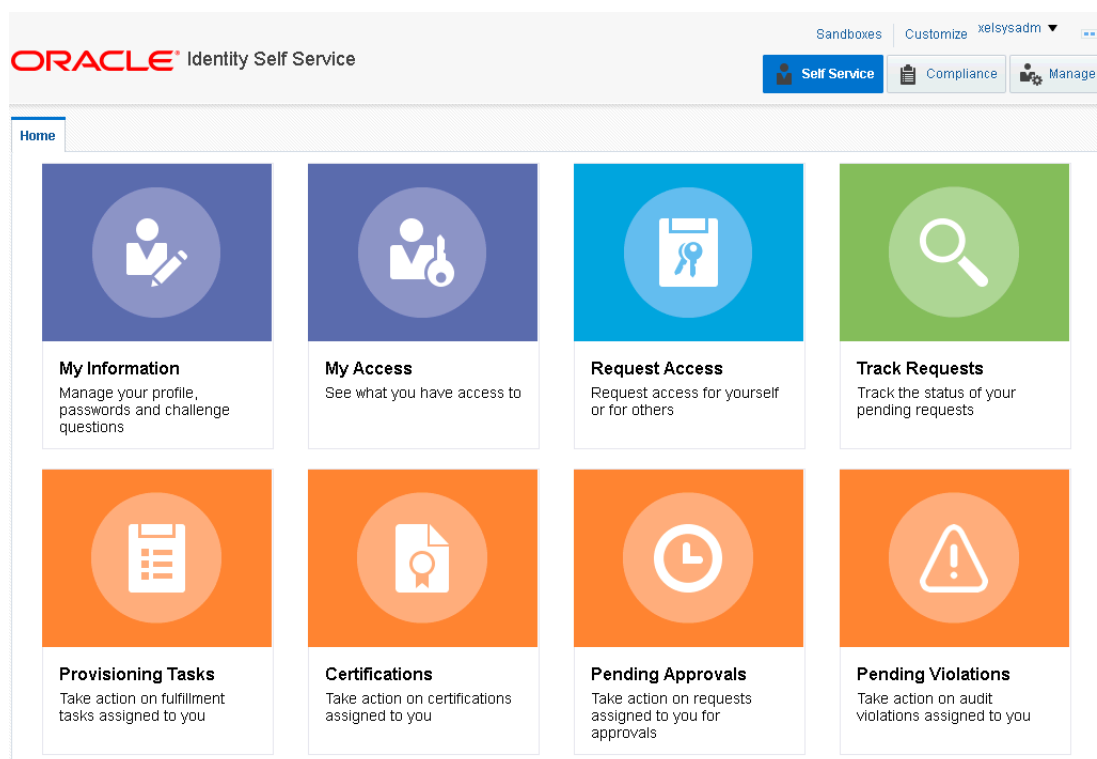 Sandboxes Customize xelsysadm
ORACLE Identity Self Service
Self Service Compliance Manage
Home
My Information
Manage your profile,
passwords and challenge
questions
My Access
See what you have access to
Request Access
Request access for yourself
or for others
Track Requests
Track the status of your
pending requests
Provisioning Tasks
Take action on fulfillment
tasks assigned to you
Certifications
Take action on certifications
assigned to you
Pending Approvals
Take action on requests
assigned to you for
approvals
Pending Violations
Take action on audit
violations assigned to you